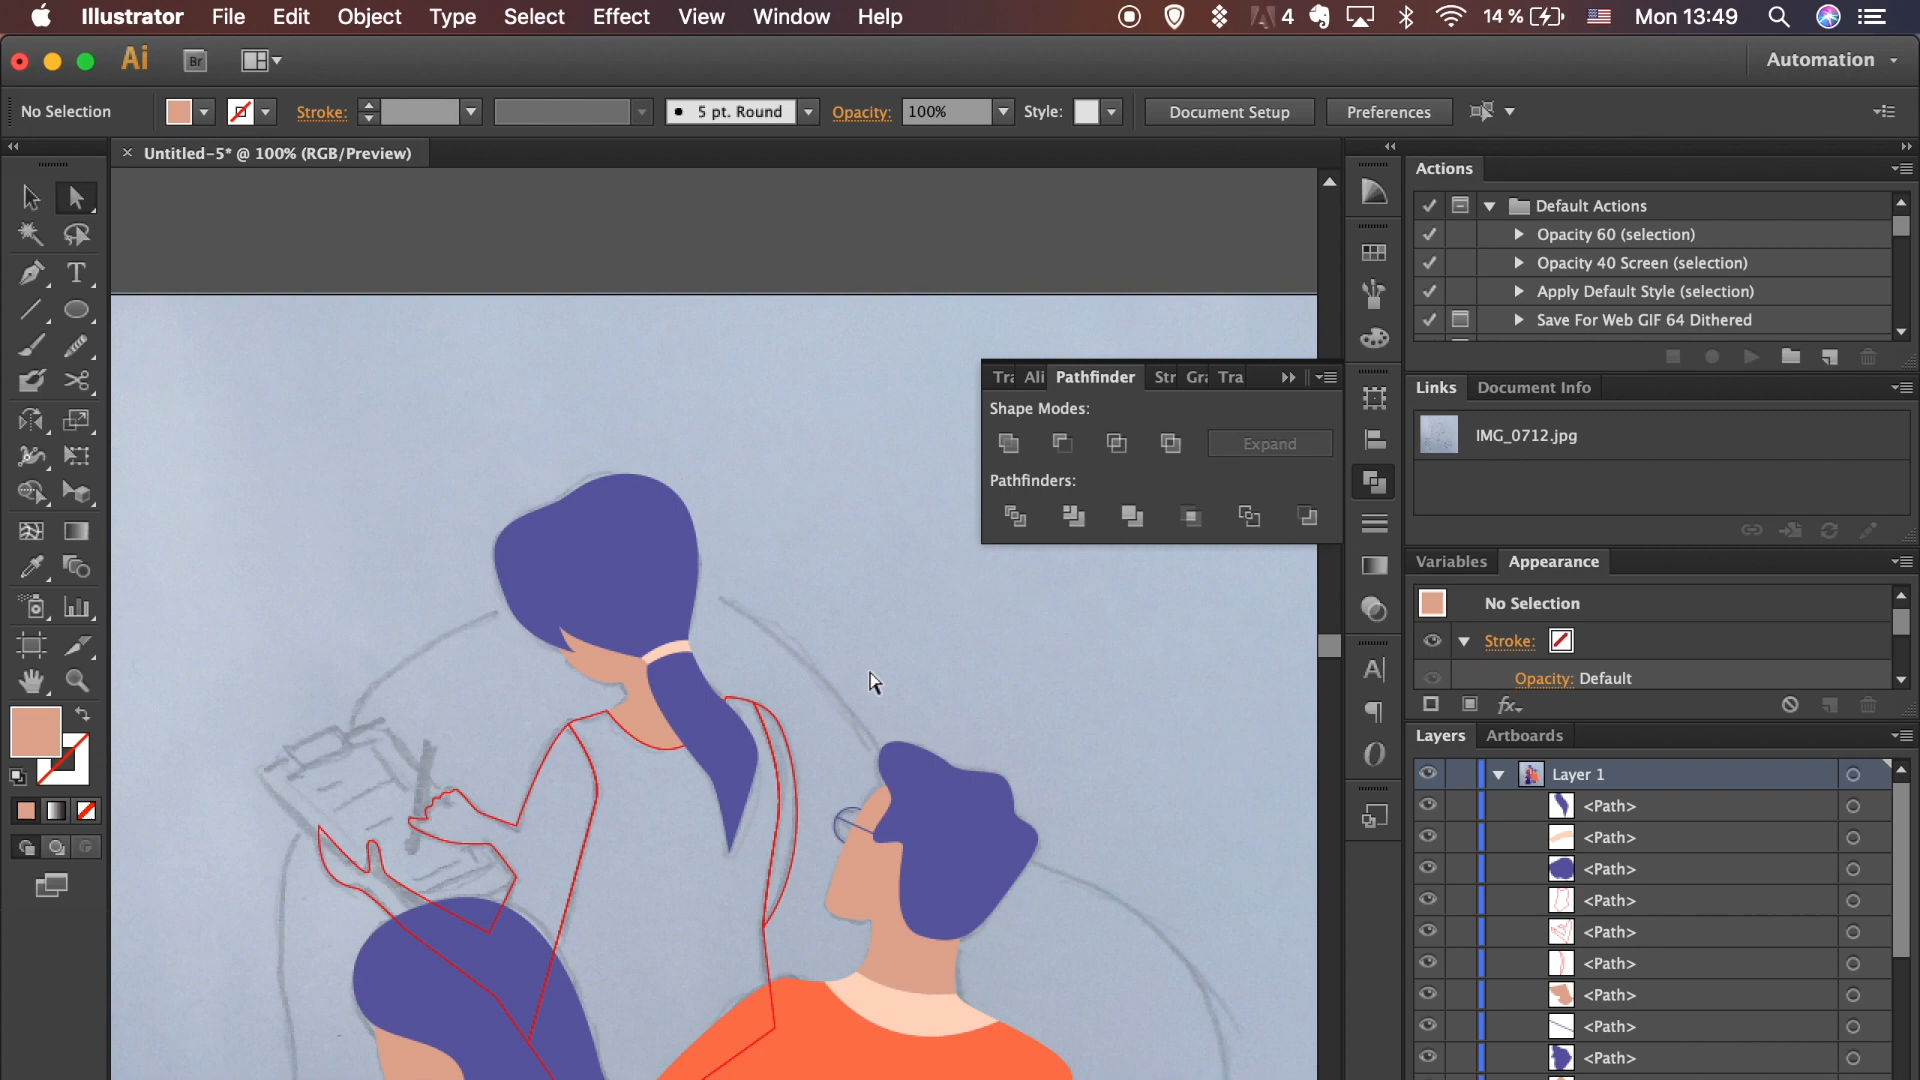 Illustrator File Edit Object Type Select Effect View Window Help
4 14 % Mon 13:49
Ai Br Automation
No Selection Stroke: 5 pt. Round Opacity: 100% Style: Document Setup Preferences
Untitled-5* @ 100% (RGB/Preview)
Actions
Default Actions
Opacity 60 (selection)
Opacity 40 Screen (selection)
Apply Default Style (selection)
Save For Web GIF 64 Dithered
Tra Ali Pathfinder Str Gra Tra
Shape Modes:
Expand
Pathfinders:
Links Document Info
IMG_0712.jpg
Variables Appearance
No Selection
Stroke:
Opacity: Default
fx
Layers Artboards
Layer 1
<Path>
<Path>
<Path>
<Path>
<Path>
<Path>
<Path>
<Path>
<Path>